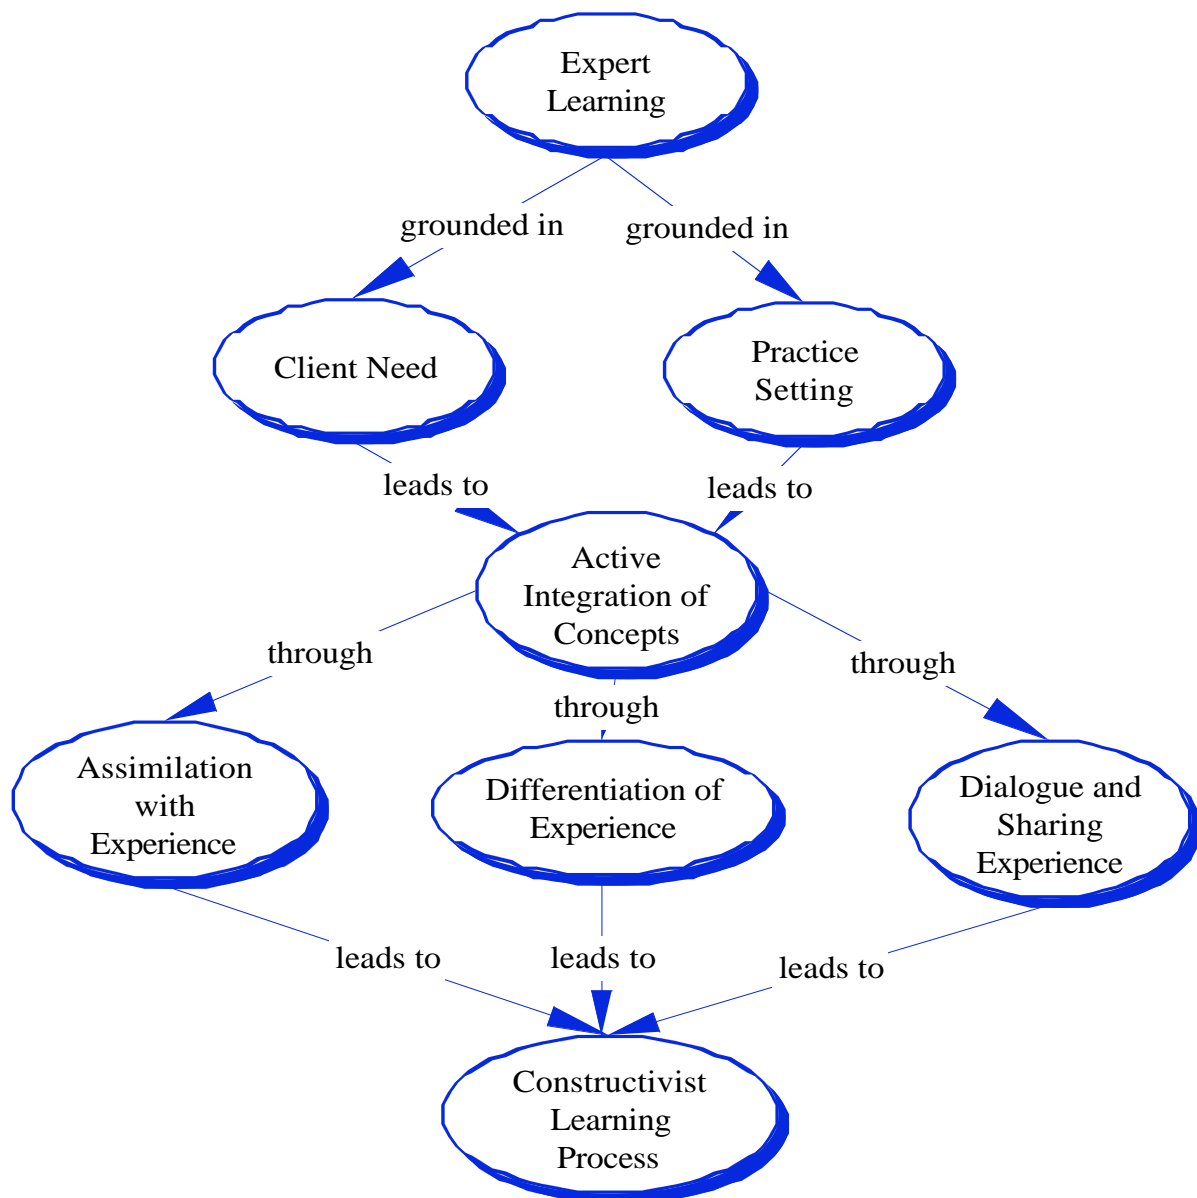 Expert
Learning
grounded in
grounded in
Client Need
Practice
Setting
leads to
leads to
Active
Integration of
Concepts
through
through
through
Assimilation
with
Experience
Differentiation of
Experience
Dialogue and
Sharing
Experience
leads to
leads to
leads to
Constructivist
Learning
Process